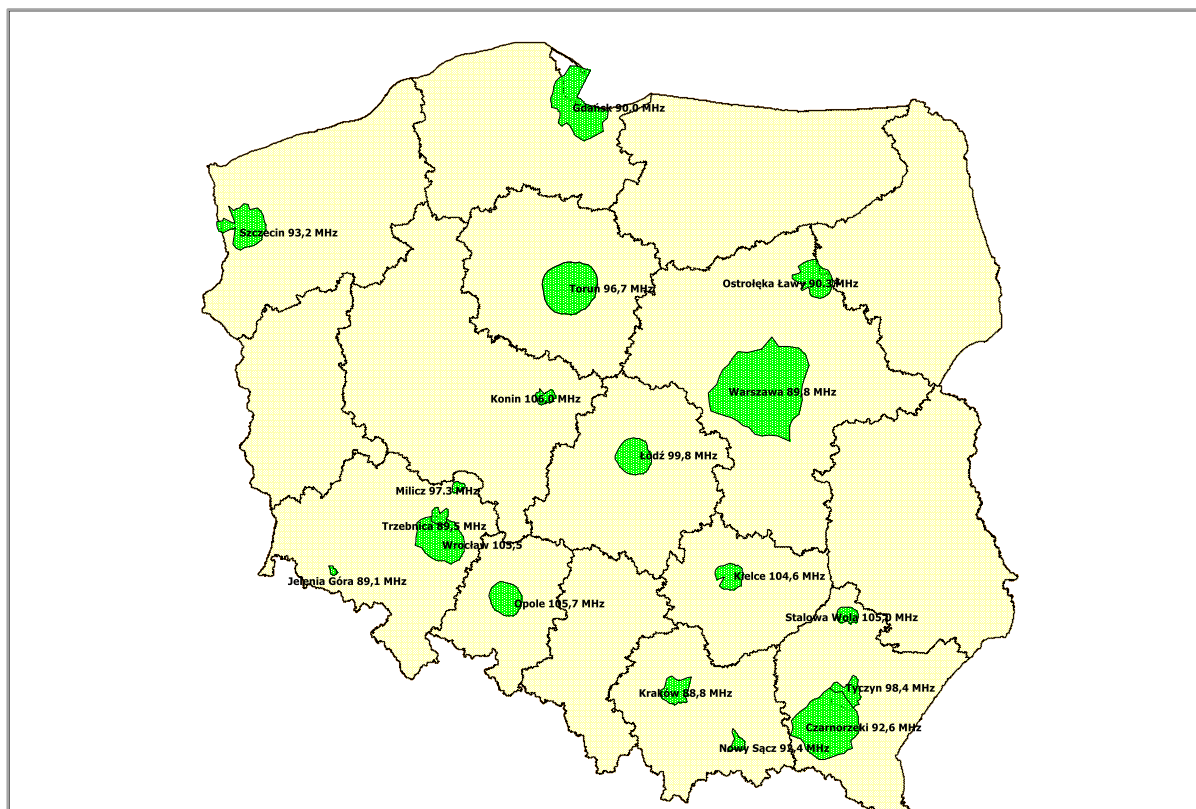 Gdańsk 90,0 MHz
Szczecin 93,2 MHz
Ostrołęka Ławy 90.3 MHz
Toruń 96,7 MHz
Warszawa 89,8 MHz
Konin 106,0 MHz
Łódź 99,8 MHz
Milicz 97.3 MHz
Trzebnica 89,5 MHz
Wrocław 105,5
Kielce 104,6 MHz
Jelenia Góra 89,1 MHz
Opole 105,7 MHz
Stalowa Wola 105,0 MHz
Tyczyn 98,4 MHz
Kraków 88,8 MHz
Czarnorzeki 92,6 MHz
Nowy Sącz 92,4 MHz